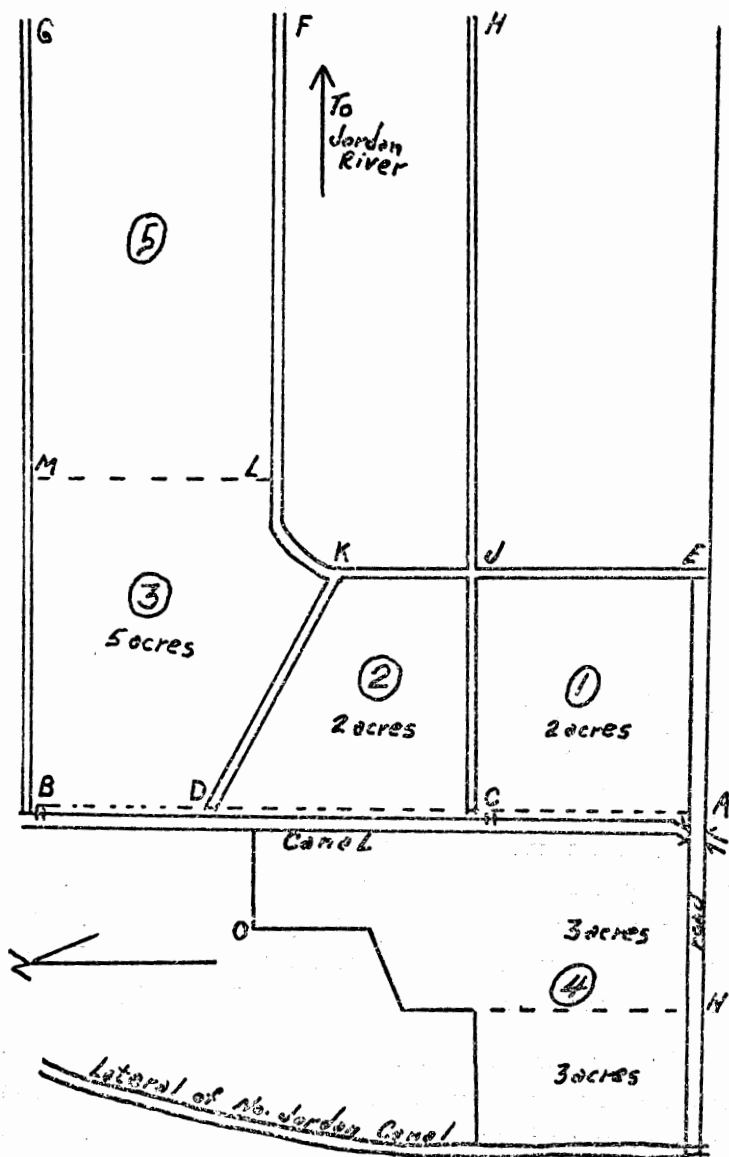 G
F
H
To
Jordan
River
5
M
L
K
J
E
3
5 acres
2
2 acres
1
2 acres
B
D
C
A
Canal
O
3 acres
road
4
H
3 acres
Lateral of No. Jordan Canal